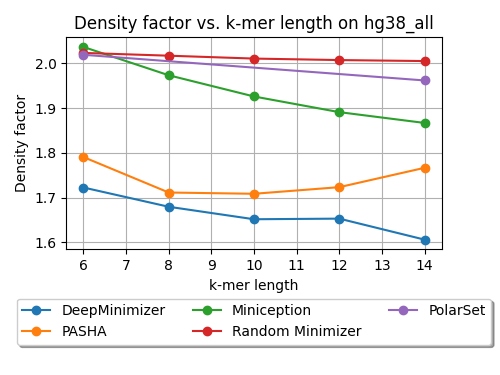 Density factor vs. k-mer length on hg38_all
Density factor
2.0
1.9
1.8
1.7
1.6
6 7 8 9 10 11 12 13 14
k-mer length
DeepMinimizer Miniception PolarSet
PASHA Random Minimizer